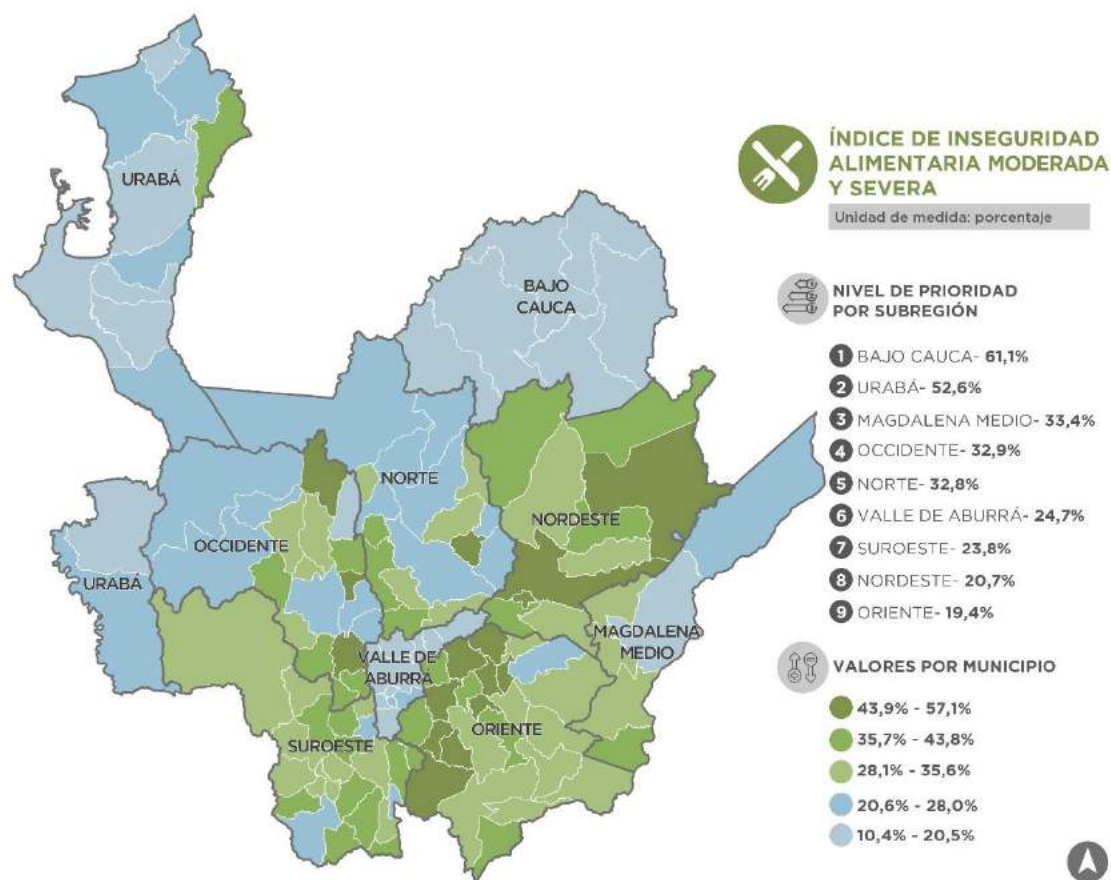 ÍNDICE DE INSEGURIDAD
ALIMENTARIA MODERADA
Y SEVERA
Unidad de medida: porcentaje
NIVEL DE PRIORIDAD
POR SUBREGIÓN
1 BAJO CAUCA- 61,1%
2 URABÁ- 52,6%
3 MAGDALENA MEDIO- 33,4%
4 OCCIDENTE- 32,9%
5 NORTE- 32,8%
6 VALLE DE ABURRÁ- 24,7%
7 SUROESTE- 23,8%
8 NORDESTE- 20,7%
9 ORIENTE- 19,4%
VALORES POR MUNICIPIO
43,9% - 57,1%
35,7% - 43,8%
28,1% - 35,6%
20,6% - 28,0%
10,4% - 20,5%
URABÁ
BAJO
CAUCA
NORTE
NORDESTE
OCCIDENTE
URABÁ
MAGDALENA
MEDIO
VALLE DE
ABURRÁ
ORIENTE
SUROESTE